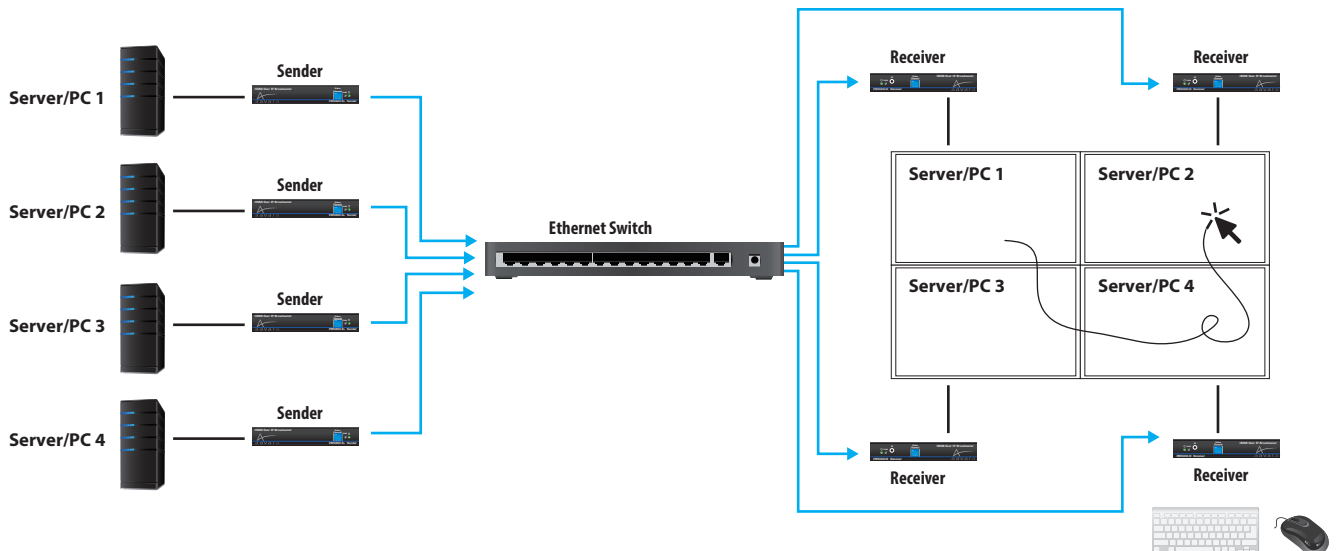 Server/PC 1
Sender
Server/PC 2
Sender
Server/PC 3
Sender
Server/PC 4
Sender
Ethernet Switch
Receiver
Receiver
Server/PC 1
Server/PC 2
Server/PC 3
Server/PC 4
Receiver
Receiver